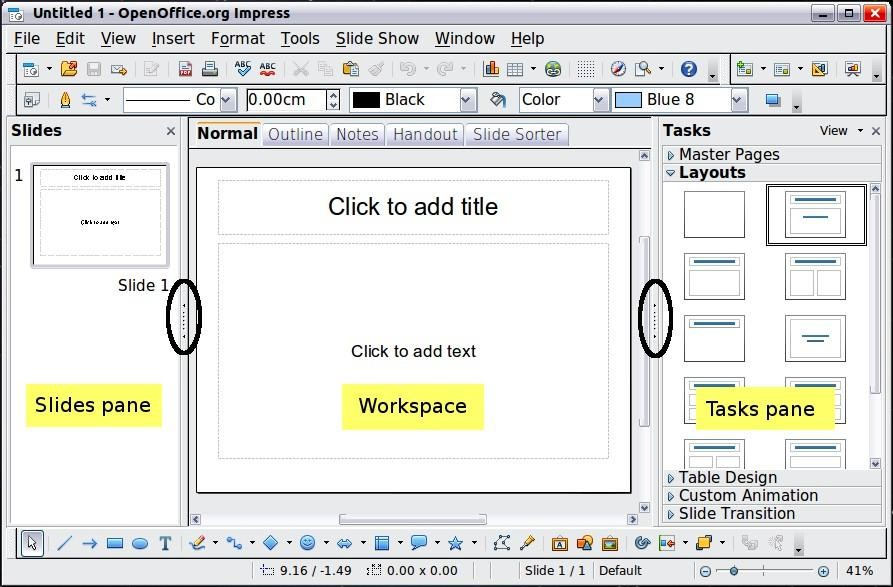 Untitled 1 - OpenOffice.org Impress
File Edit View Insert Format Tools Slide Show Window Help
Co 0.00cm Black Color Blue 8
Slides
Normal Outline Notes Handout Slide Sorter
Tasks View
1
Click to add title
Click to add text
Slide 1
Slides pane
Click to add title
Click to add text
Workspace
Master Pages
Layouts
Tasks pane
Table Design
Custom Animation
Slide Transition
9.16 / -1.49 0.00 x 0.00 Slide 1 / 1 Default 41%